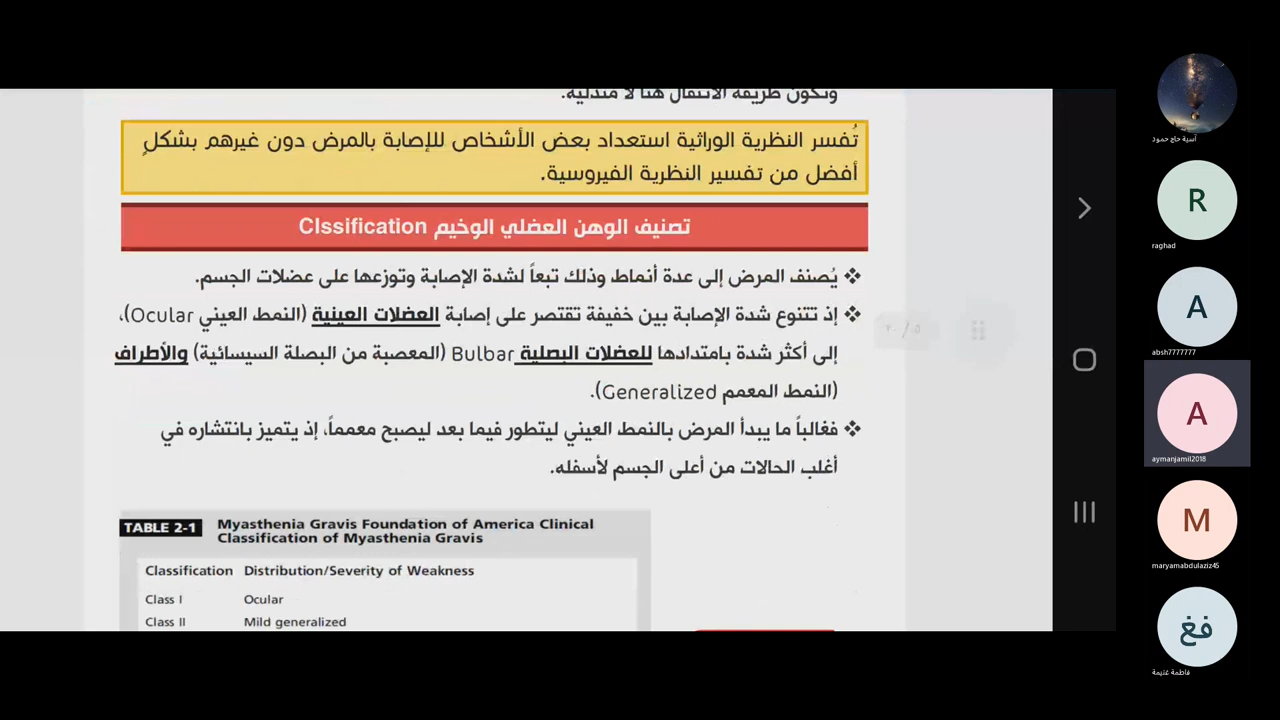 وتكون طريقة الانتقال هنا لا مندلية.
تُفسر النظرية الوراثية استعداد بعض الأشخاص للإصابة بالمرض دون غيرهم بشكلٍ
أفضل من تفسير النظرية الفيروسية.
تصنيف الوهن العضلي الوخيم Clssification
❖ يُصنف المرض إلى عدة أنماط وذلك تبعاً لشدة الإصابة وتوزعها على عضلات الجسم.
❖ إذ تتنوع شدة الإصابة بين خفيفة تقتصر على إصابة العضلات العينية (النمط العيني Ocular)،
إلى أكثر شدة بامتدادها للعضلات البصلية Bulbar (المعصبة من البصلة السيسائية) والأطراف
(النمط المعمم Generalized).
❖ فغالباً ما يبدأ المرض بالنمط العيني ليتطور فيما بعد ليصبح معمماً، إذ يتميز بانتشاره في
أغلب الحالات من أعلى الجسم لأسفله.
٥ / ٢٠
TABLE 2-1 Myasthenia Gravis Foundation of America Clinical
Classification of Myasthenia Gravis
Classification Distribution/Severity of Weakness
Class I Ocular
Class II Mild generalized
آسية حاج حمود
R
raghad
A
absh7777777
A
aymanjamil2018
M
maryamabdulaziz45
فغ
فاطمة غنيمة